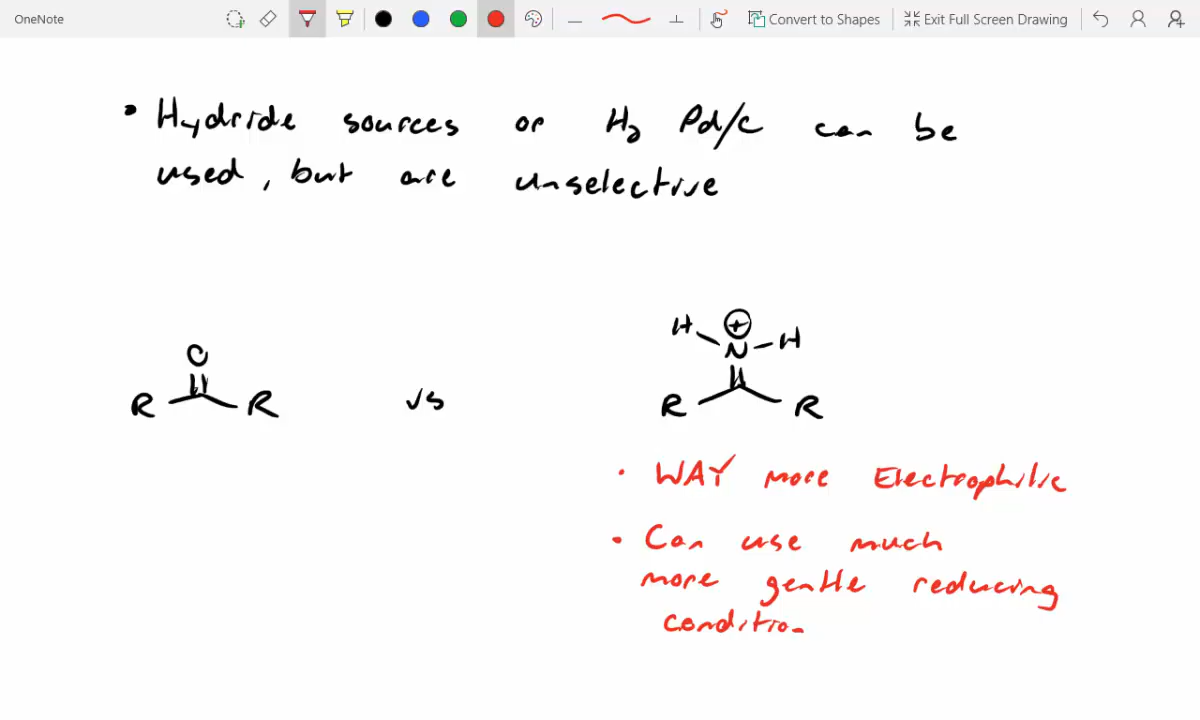 OneNote
Convert to Shapes
Exit Full Screen Drawing
• Hydride sources or H2 Pd/C can be
used, but are unselective
O
R R
vs
+
H N H
R R
• WAY more Electrophilic
• Can use much
more gentle reducing
condition